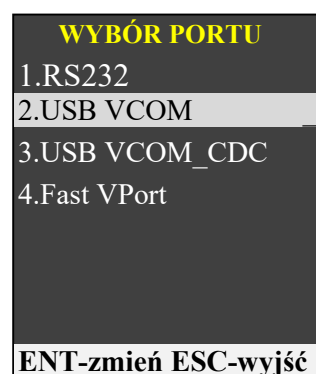 WYBÓR PORTU
1.RS232
2.USB VCOM _
3.USB VCOM_CDC
4.Fast VPort
ENT-zmień ESC-wyjść